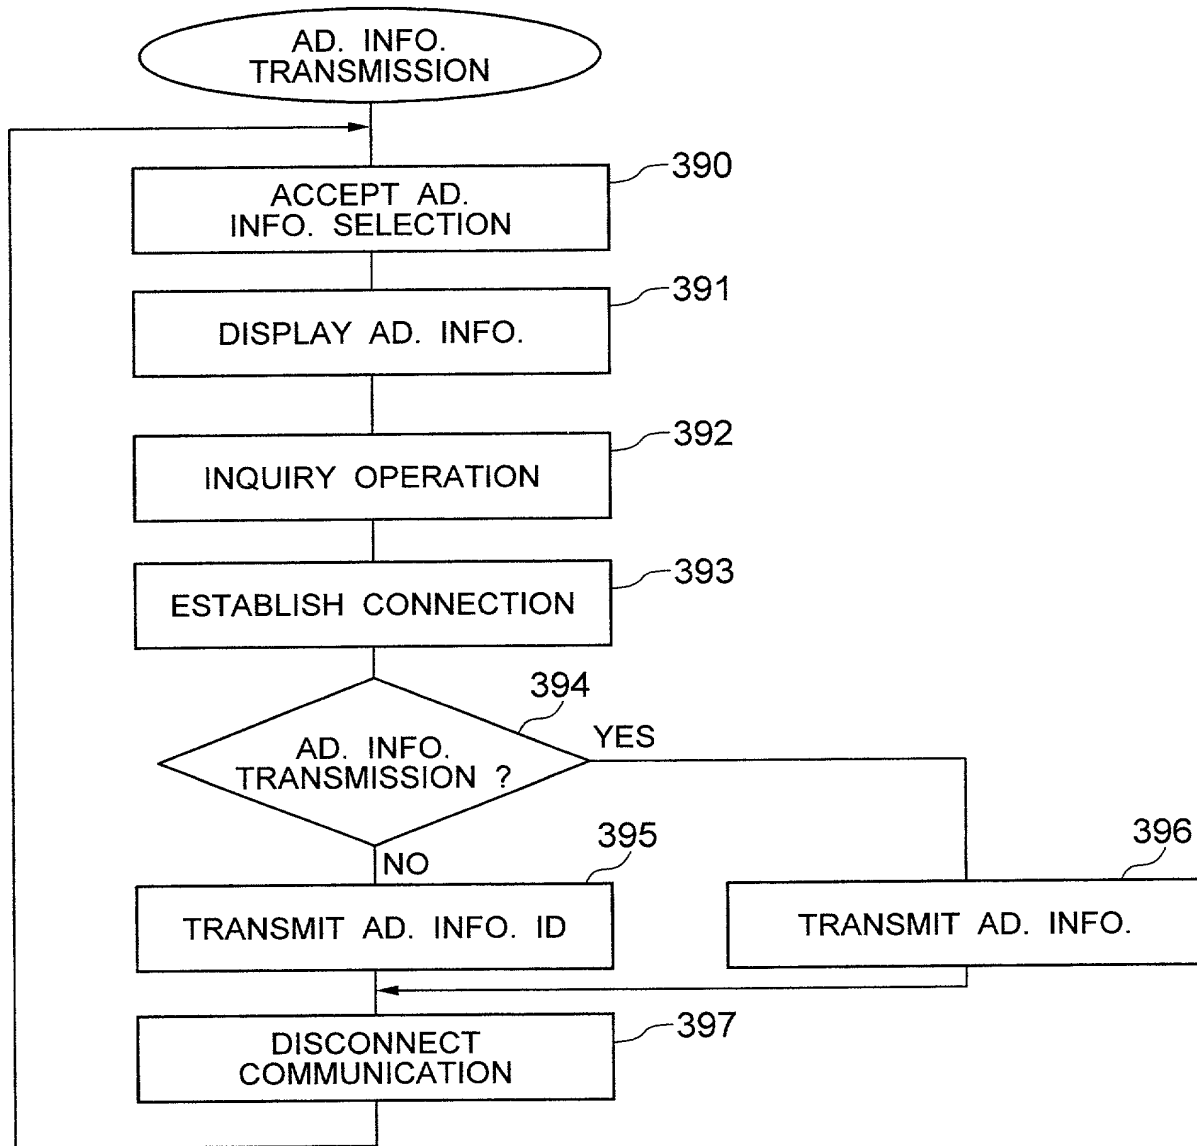 AD. INFO.
TRANSMISSION
390
ACCEPT AD.
INFO. SELECTION
391
DISPLAY AD. INFO.
392
INQUIRY OPERATION
393
ESTABLISH CONNECTION
394
YES
AD. INFO.
TRANSMISSION ?
NO
395
396
TRANSMIT AD. INFO. ID
TRANSMIT AD. INFO.
397
DISCONNECT
COMMUNICATION